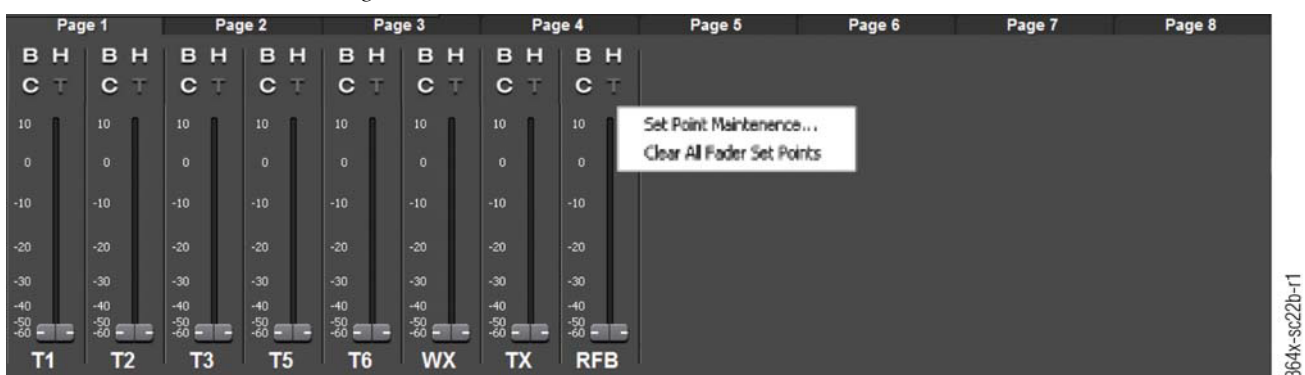 Page 1 Page 2 Page 3 Page 4 Page 5 Page 6 Page 7 Page 8
B H B H B H B H B H B H B H B H
C T C T C T C T C T C T C T C T
10 10 10 10 10 10 10 10
Set Point Maintenence...
0 0 0 0 0 0 0 0
Clear All Fader Set Points
-10 -10 -10 -10 -10 -10 -10 -10
-20 -20 -20 -20 -20 -20 -20 -20
-30 -30 -30 -30 -30 -30 -30 -30
-40 -40 -40 -40 -40 -40 -40 -40
-50 -50 -50 -50 -50 -50 -50 -50
-60 -60 -60 -60 -60 -60 -60 -60
T1 T2 T3 T5 T6 WX TX RFB
864x-sc22b-r1